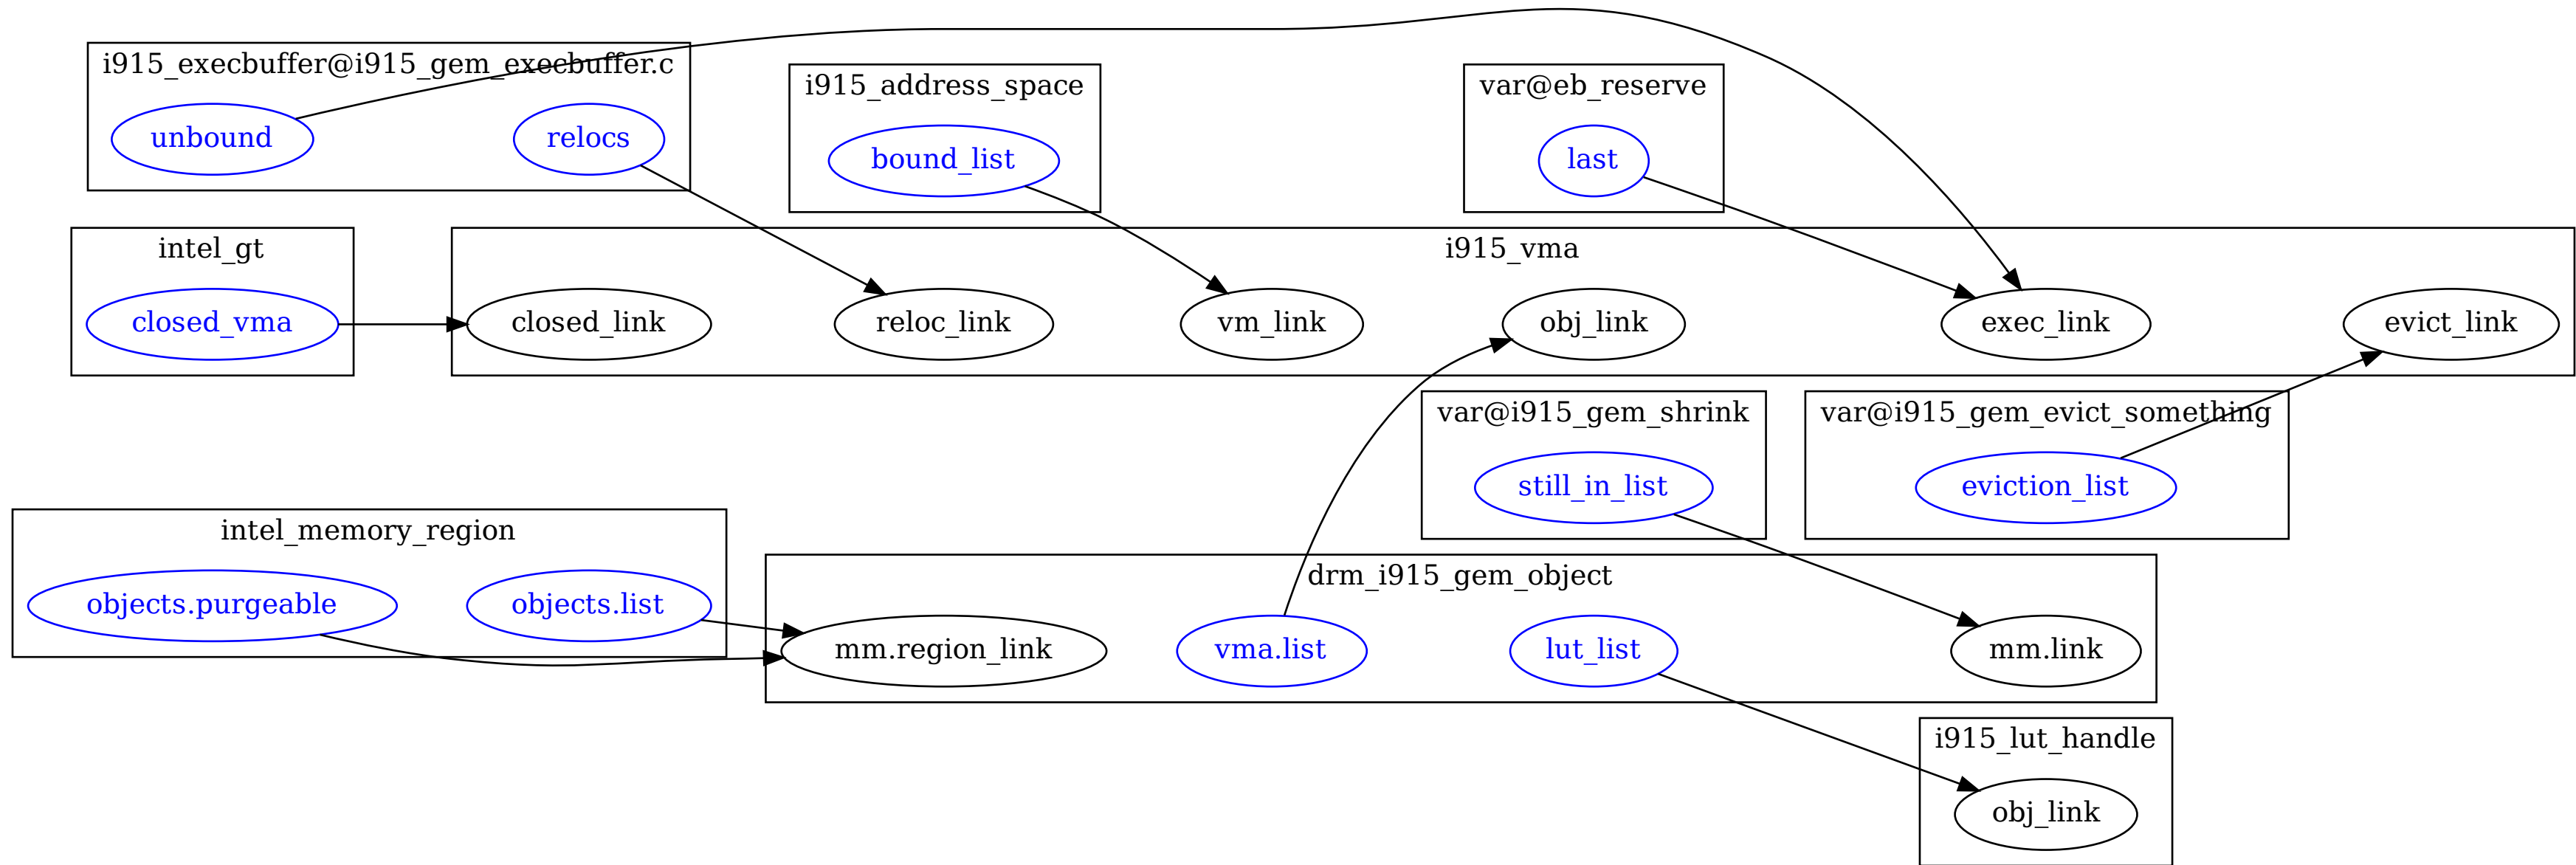 i915_execbuffer@i915_gem_execbuffer.c
unbound
relocs
i915_address_space
bound_list
var@eb_reserve
last
intel_gt
closed_vma
i915_vma
closed_link
reloc_link
vm_link
obj_link
exec_link
evict_link
var@i915_gem_shrink
still_in_list
var@i915_gem_evict_something
eviction_list
intel_memory_region
objects.purgeable
objects.list
drm_i915_gem_object
mm.region_link
vma.list
lut_list
mm.link
i915_lut_handle
obj_link